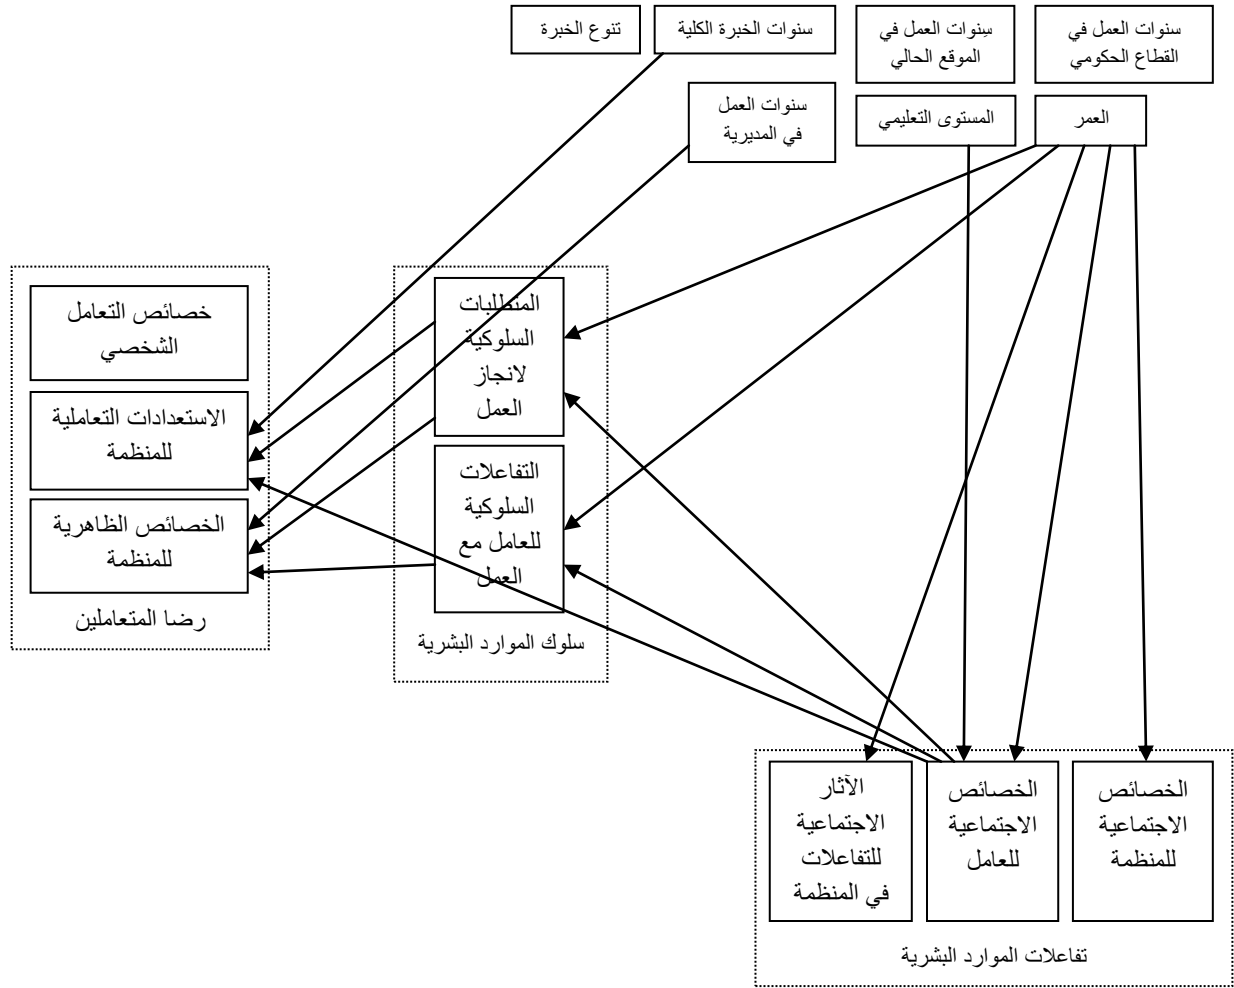 سنوات العمل في
القطاع الحكومي
سنوات العمل في
الموقع الحالي
سنوات الخبرة الكلية
تنوع الخبرة
العمر
المستوى التعليمي
سنوات العمل
في المديرية
المتطلبات
السلوكية
لانجاز
العمل
التفاعلات
السلوكية
للعامل مع
العمل
سلوك الموارد البشرية
خصائص التعامل
الشخصي
الاستعدادات التعاملية
للمنظمة
الخصائص الظاهرية
للمنظمة
رضا المتعاملين
الخصائص
الاجتماعية
للمنظمة
الخصائص
الاجتماعية
للعامل
الآثار
الاجتماعية
للتفاعلات
في المنظمة
تفاعلات الموارد البشرية